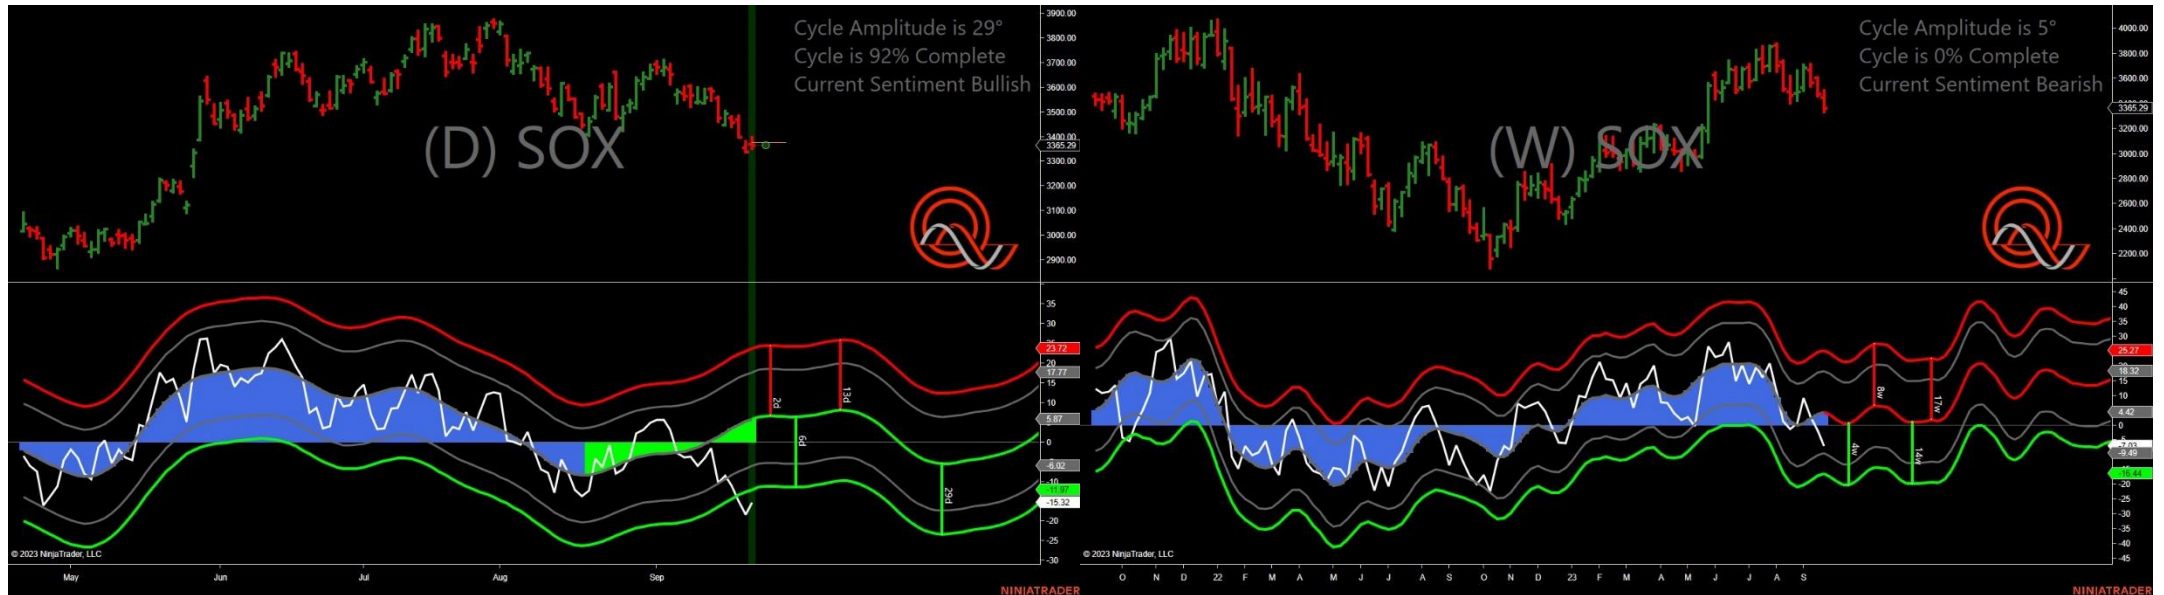 Cycle Amplitude is 29°
Cycle is 92% Complete
Current Sentiment Bullish
(D) SOX
3900.00
3800.00
3700.00
3600.00
3500.00
3400.00
3365.29
3300.00
3200.00
3100.00
3000.00
2900.00
35
30
23.72
20
17.77
15
10
5.87
0
-6.02
-10
-11.97
-15.32
-20
-25
-30
2d
13d
6d
29d
© 2023 NinjaTrader, LLC
May Jun Jul Aug Sep
NINJATRADER
Cycle Amplitude is 5°
Cycle is 0% Complete
Current Sentiment Bearish
(W) SOX
4000.00
3800.00
3600.00
3365.29
3200.00
3000.00
2800.00
2600.00
2400.00
2200.00
45
40
35
30
25.27
18.32
15
10
4.42
0
-7.03
-9.49
-16.44
-20
-25
-30
-35
-40
-45
8w
17w
4w
14w
© 2023 NinjaTrader, LLC
O N D 22 F M A M J J A S O N D 23 F M A M J J A S
NINJATRADER